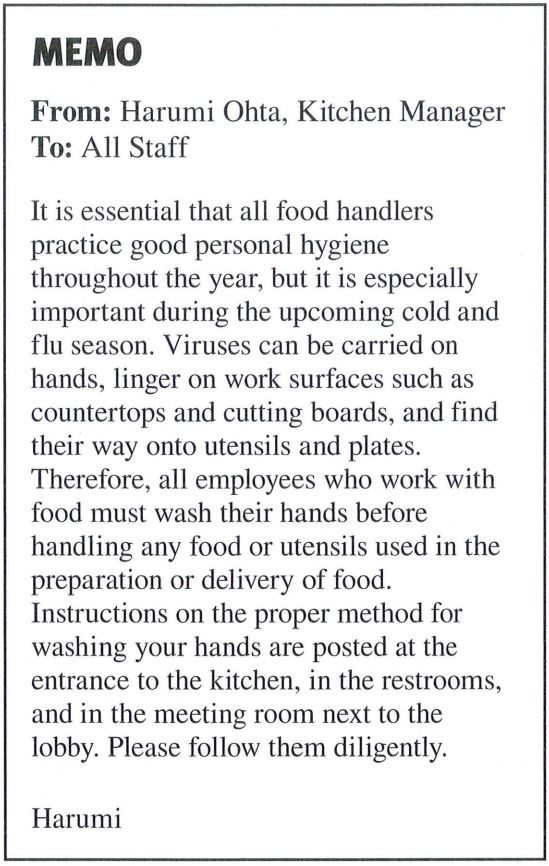 MEMO
From: Harumi Ohta, Kitchen Manager
To: All Staff
It is essential that all food handlers
practice good personal hygiene
throughout the year, but it is especially
important during the upcoming cold and
flu season. Viruses can be carried on
hands, linger on work surfaces such as
countertops and cutting boards, and find
their way onto utensils and plates.
Therefore, all employees who work with
food must wash their hands before
handling any food or utensils used in the
preparation or delivery of food.
Instructions on the proper method for
washing your hands are posted at the
entrance to the kitchen, in the restrooms,
and in the meeting room next to the
lobby. Please follow them diligently.
Harumi